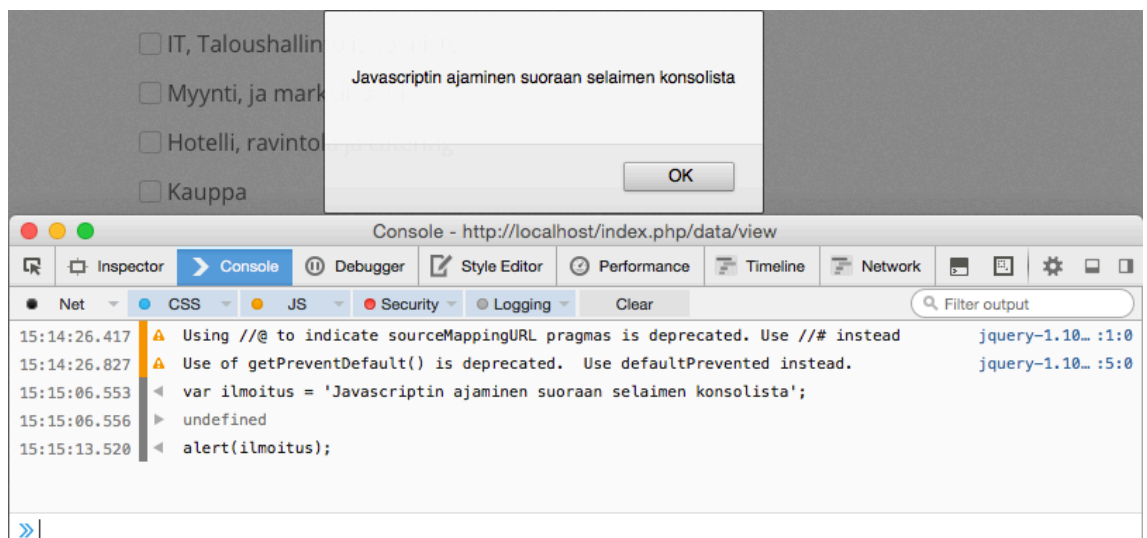 IT, Taloushallin
Javascriptin ajaminen suoraan selaimen konsolista
Myynti, ja mark
Hotelli, ravintol
OK
Kauppa
Console - http://localhost/index.php/data/view
Inspector Console Debugger Style Editor Performance Timeline Network
Net CSS JS Security Logging Clear Filter output
15:14:26.417 Using //@ to indicate sourceMappingURL pragmas is deprecated. Use //# instead jquery-1.10… :1:0
15:14:26.827 Use of getPreventDefault() is deprecated. Use defaultPrevented instead. jquery-1.10… :5:0
15:15:06.553 var ilmoitus = 'Javascriptin ajaminen suoraan selaimen konsolista';
15:15:06.556 undefined
15:15:13.520 alert(ilmoitus);